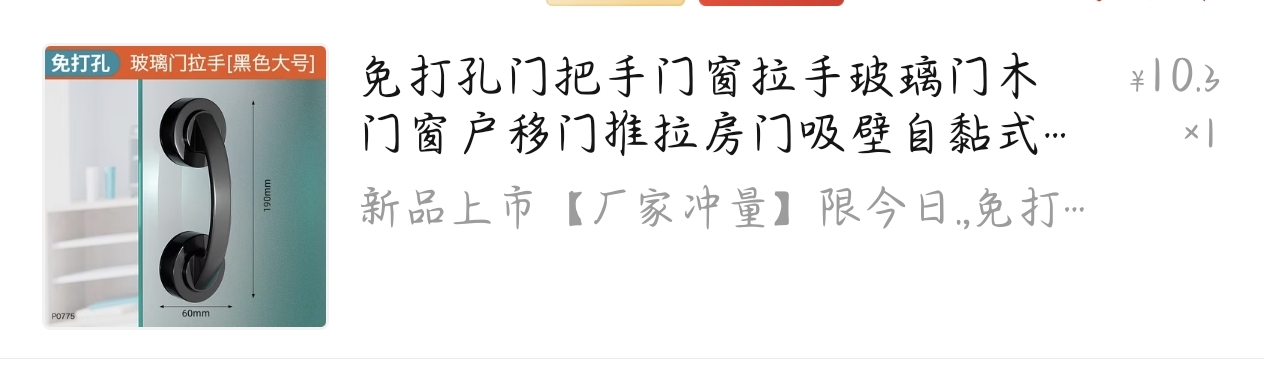 免打孔 玻璃门拉手[黑色大号]
190mm
60mm
P0775
免打孔门把手门窗拉手玻璃门木
门窗户移门推拉房门吸壁自黏式…
新品上市【厂家冲量】限今日.,免打…
¥10.3
×1